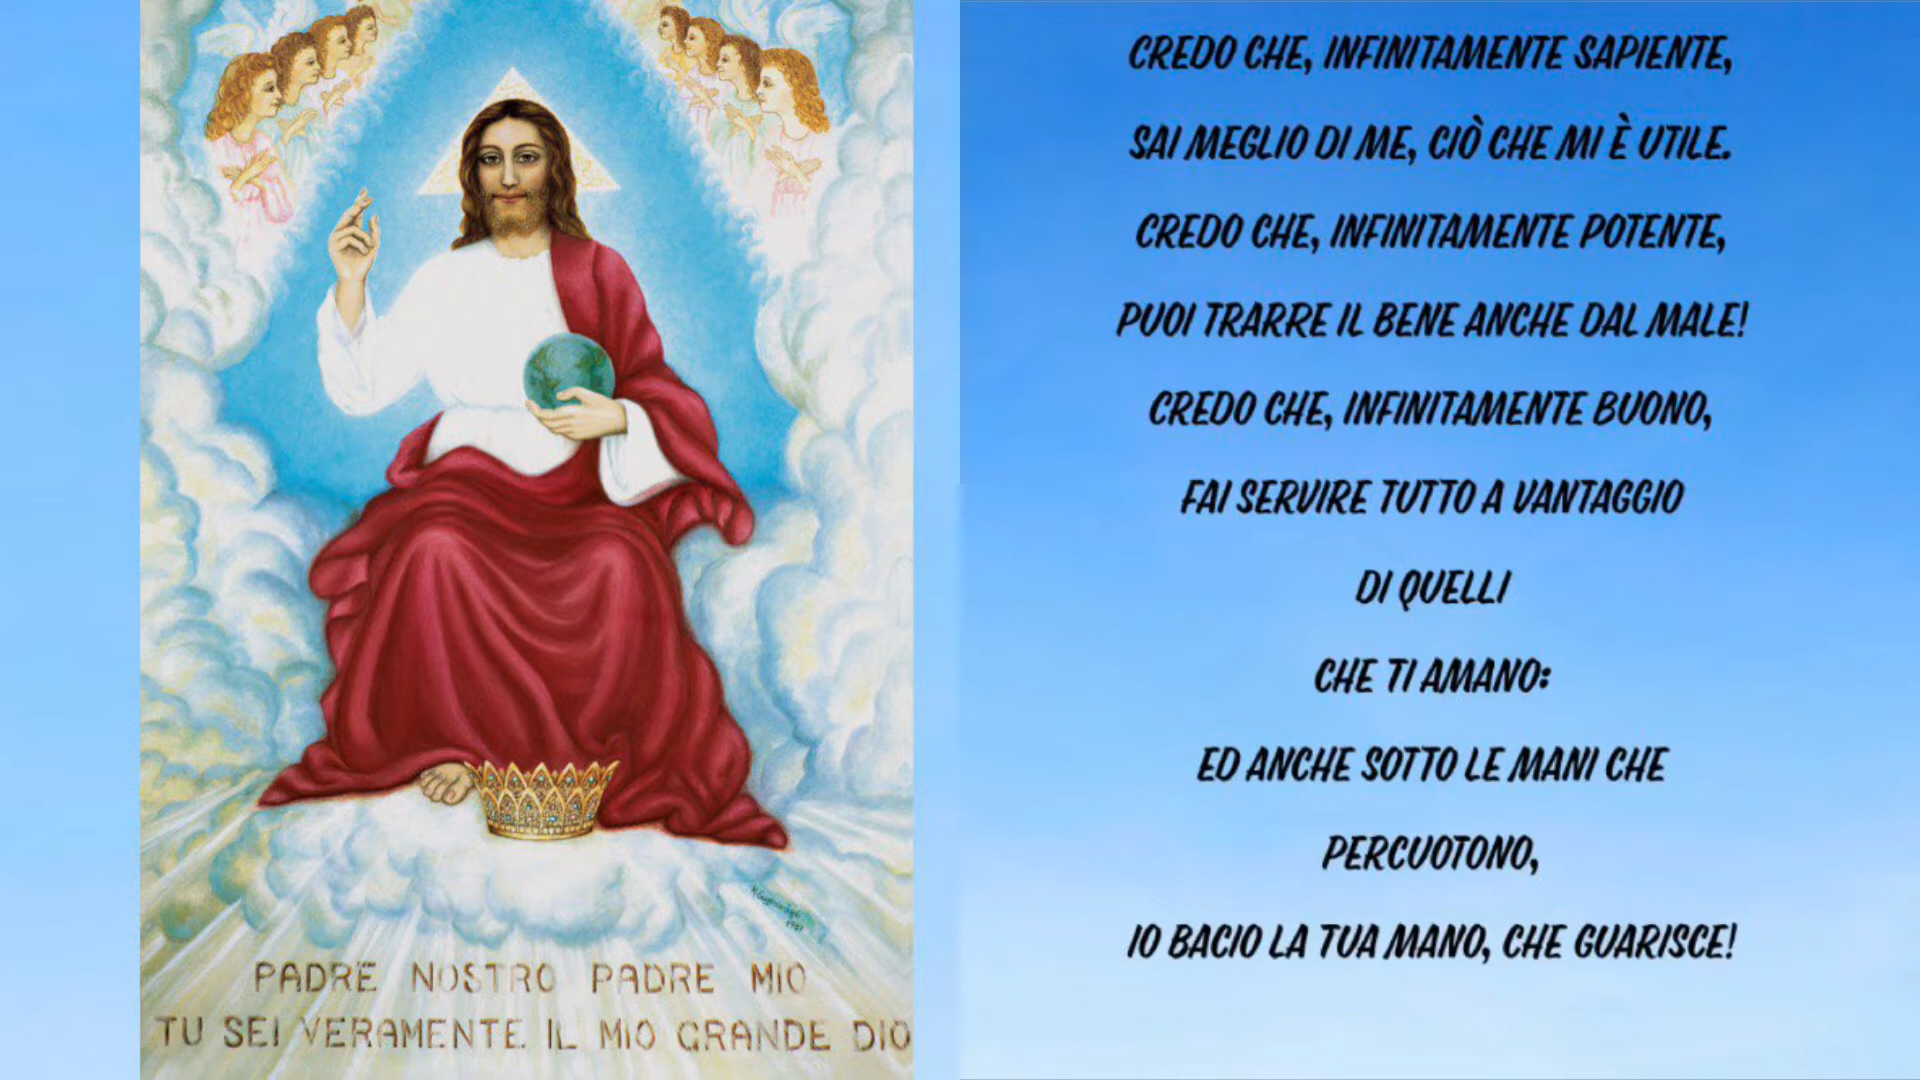 PADRE NOSTRO PADRE MIO
TU SEI VERAMENTE IL MIO GRANDE DIO
CREDO CHE, INFINITAMENTE SAPIENTE,
SAI MEGLIO DI ME, CIÒ CHE MI È UTILE.
CREDO CHE, INFINITAMENTE POTENTE,
PUOI TRARRE IL BENE ANCHE DAL MALE!
CREDO CHE, INFINITAMENTE BUONO,
FAI SERVIRE TUTTO A VANTAGGIO
DI QUELLI
CHE TI AMANO:
ED ANCHE SOTTO LE MANI CHE
PERCUOTONO,
IO BACIO LA TUA MANO, CHE GUARISCE!